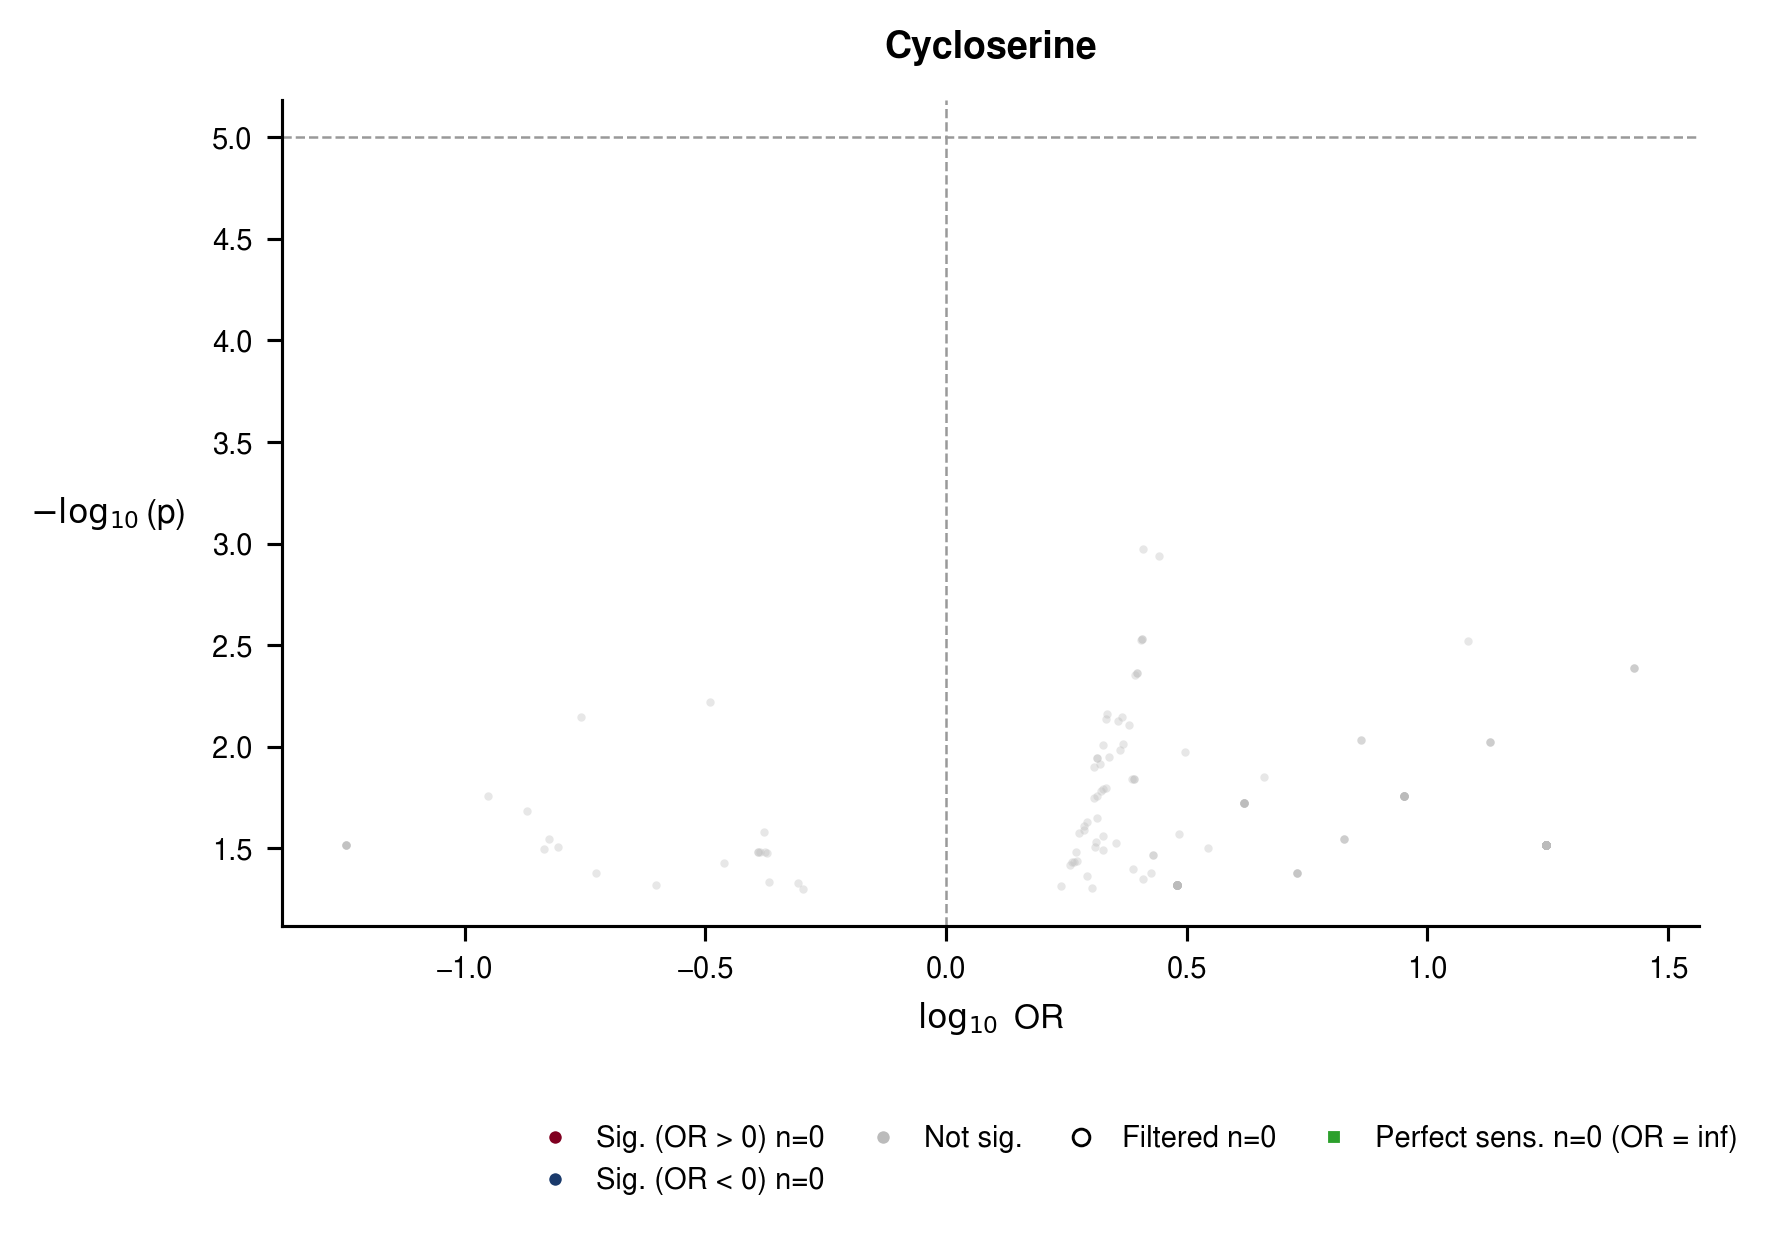 Cycloserine
5.0
4.5
4.0
3.5
3.0
2.5
2.0
1.5
−log₁₀ (p)
−1.0 −0.5 0.0 0.5 1.0 1.5
log₁₀ OR
Sig. (OR > 0) n=0 Not sig. Filtered n=0 Perfect sens. n=0 (OR = inf)
Sig. (OR < 0) n=0